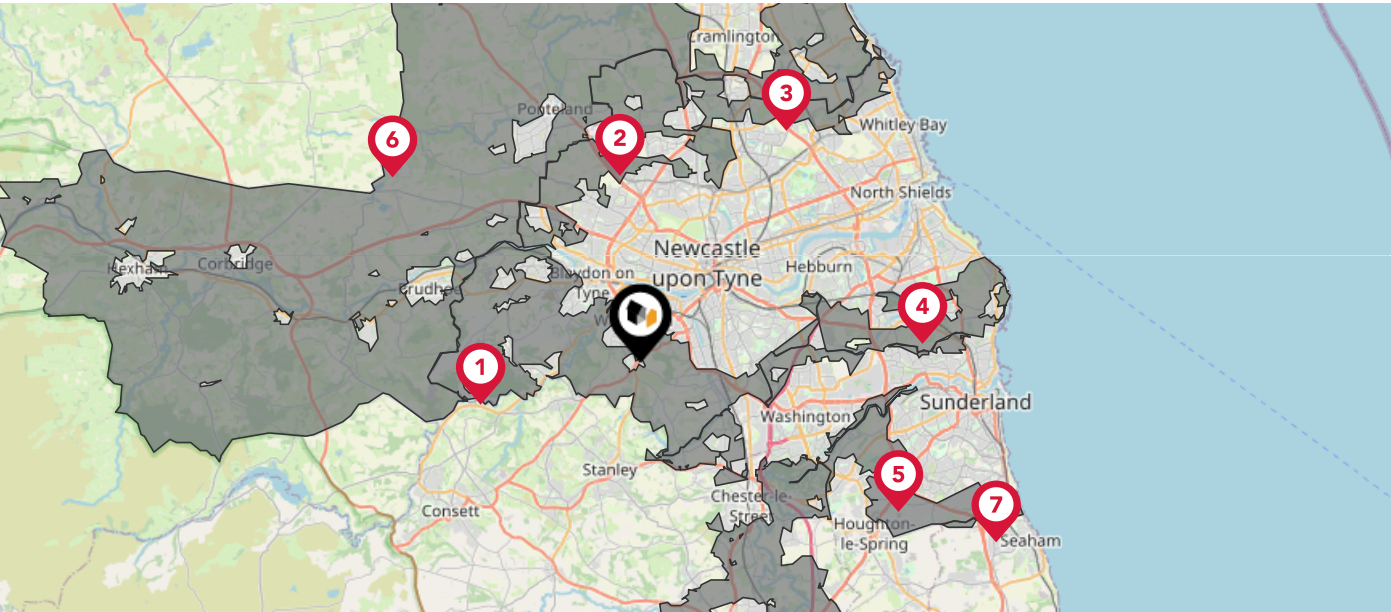 Cramlington
3
Ponteland
Whitley Bay
2
6
North Shields
Newcastle
upon Tyne
Hebburn
Hexham
Corbridge
Prudhoe
Blaydon on
Tyne
4
1
Washington
Sunderland
Stanley
5
Consett
Chester-le-
Street
7
Houghton-
le-Spring
Seaham